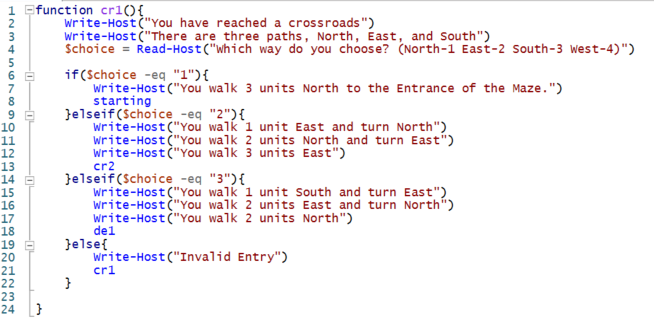 1 function cr1(){
2 Write-Host("You have reached a crossroads")
3 Write-Host("There are three paths, North, East, and South")
4 $choice = Read-Host("Which way do you choose? (North-1 East-2 South-3 West-4)")
5
6 if($choice -eq "1"){
7 Write-Host("You walk 3 units North to the Entrance of the Maze.")
8 starting
9 }elseif($choice -eq "2"){
10 Write-Host("You walk 1 unit East and turn North")
11 Write-Host("You walk 2 units North and turn East")
12 Write-Host("You walk 3 units East")
13 cr2
14 }elseif($choice -eq "3"){
15 Write-Host("You walk 1 unit South and turn East")
16 Write-Host("You walk 2 units East and turn North")
17 Write-Host("You walk 2 units North")
18 de1
19 }else{
20 Write-Host("Invalid Entry")
21 cr1
22 }
23
24 }